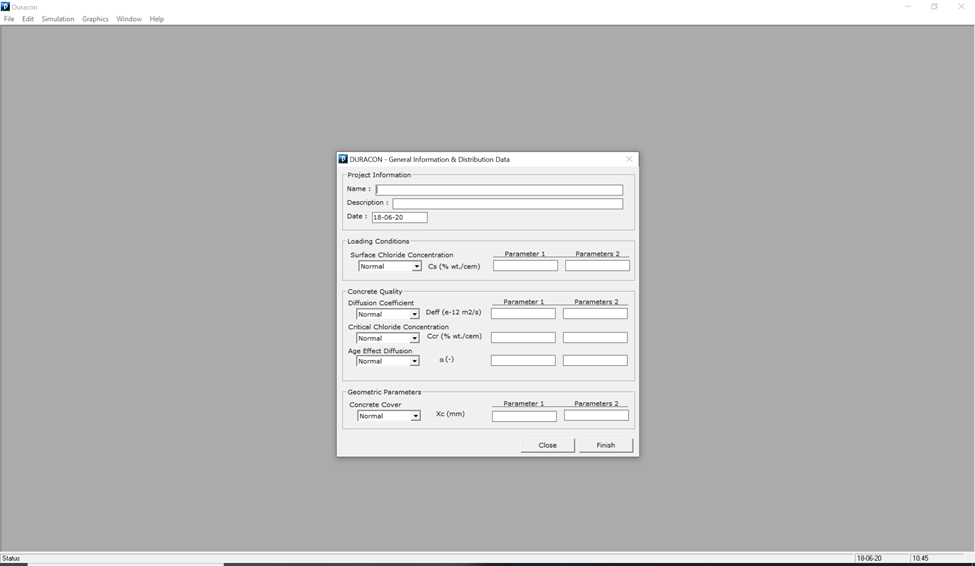 Duracon
File Edit Simulation Graphics Window Help
DURACON - General Information & Distribution Data
Project Information
Name :
Description :
Date : 18-06-20
Loading Conditions
Surface Chloride Concentration Parameter 1 Parameters 2
Normal Cs (% wt./cem)
Concrete Quality
Diffusion Coefficient Parameter 1 Parameters 2
Normal Deff (e-12 m2/s)
Critical Chloride Concentration
Normal Ccr (% wt./cem)
Age Effect Diffusion
Normal α (-)
Geometric Parameters
Concrete Cover Parameter 1 Parameters 2
Normal Xc (mm)
Close Finish
Status 18-06-20 10:45